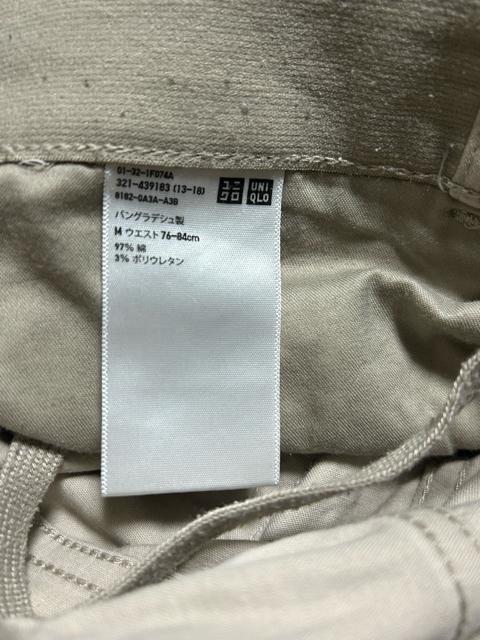 01-32-1F074A
321-439183 (13-18)
8182-0A3A-A3B
ユニ
クロ
UNI
QLO
バングラデシュ製
M ウエスト76-84cm
97% 綿
3% ポリウレタン